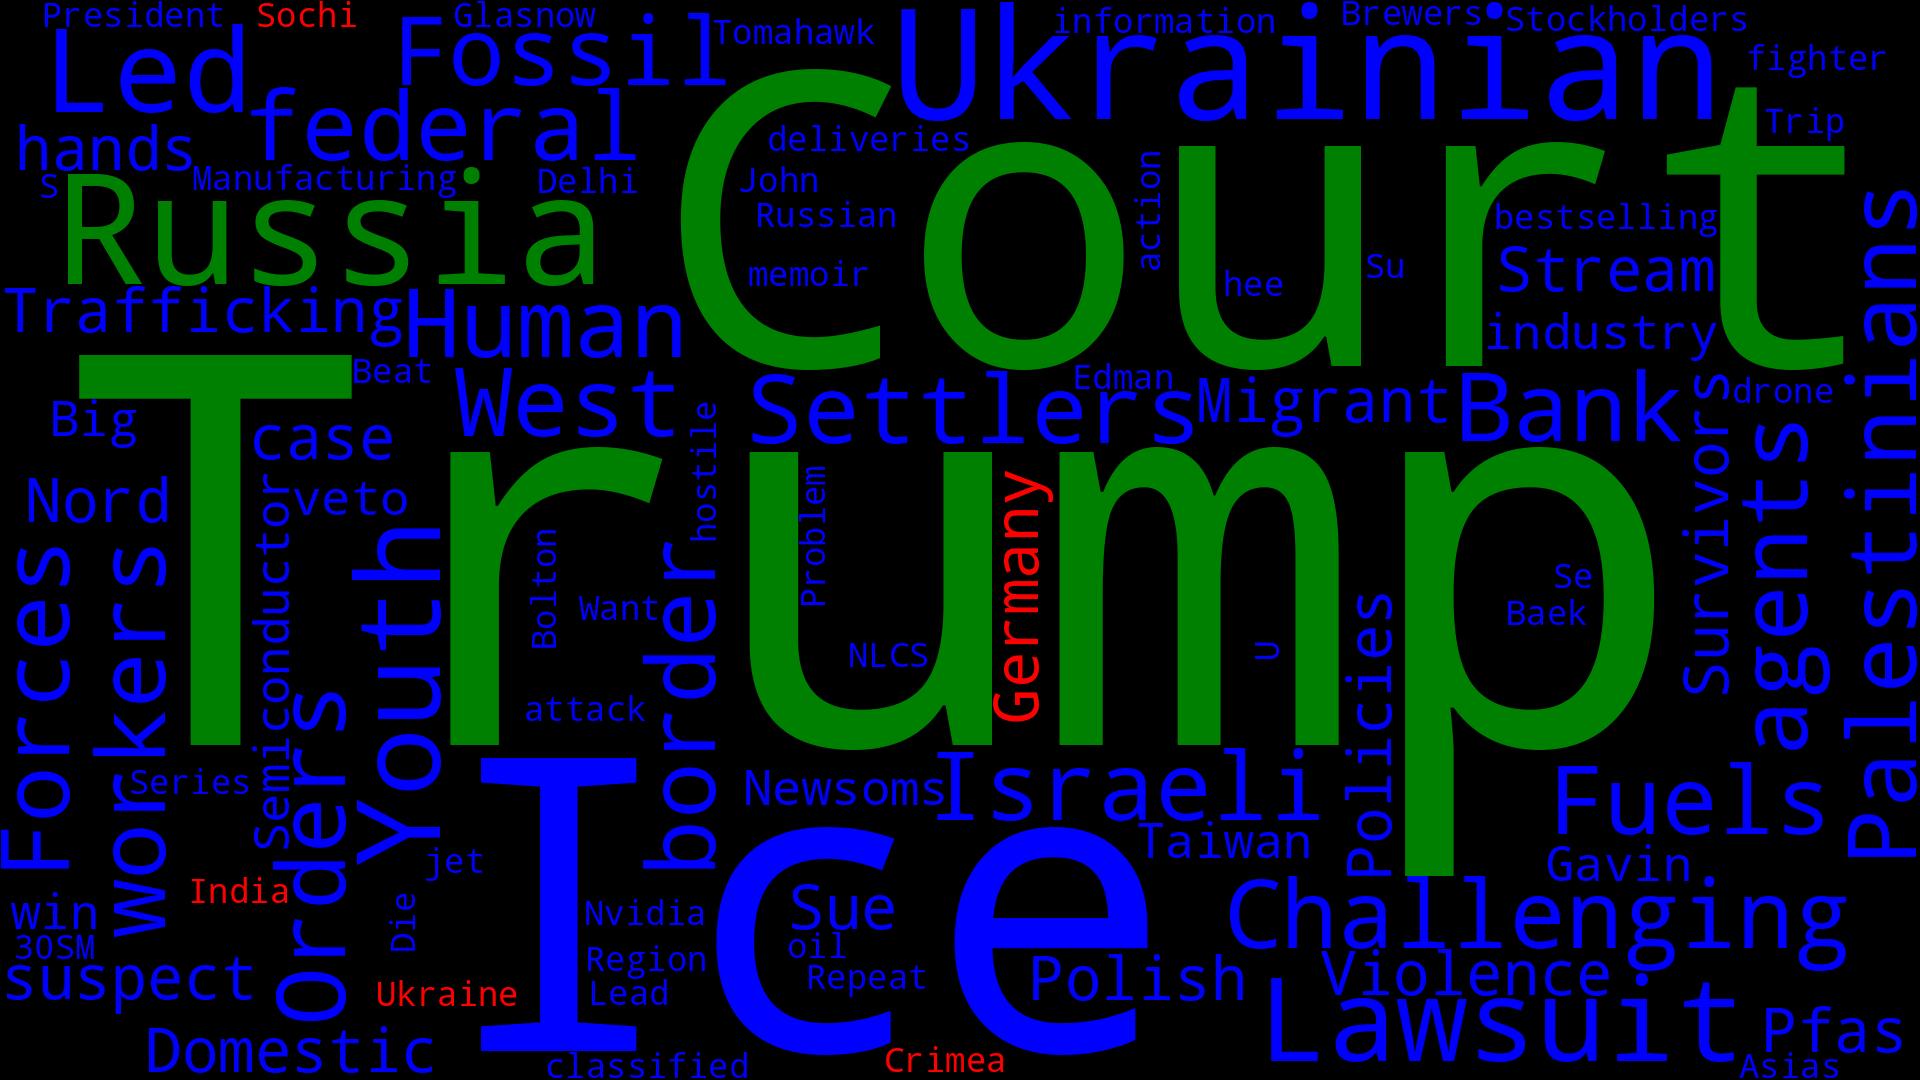 President Sochi Glasnow information Brewers Stockholders
Led Fossil Tomahawk Ukrainian fighter
hands federal deliveries Trip
S Manufacturing Delhi John action
Russia Russian Court bestselling
memoir hee Su Stream
Trafficking Human industry Palestinians
Beat West Settlers Edman Migrant Bank drone
Big case hostile Survivors
Nord veto Problem Germany agents
Trump
Forces workers Semiconductor Youth Bolton Want border NLCS U Policies Se
Baek
Orders attack
Series Newsoms Israeli Fuels
jet Taiwan Gavin
India Die Nvidia Sue Challenging
win oil
3OSM Region
suspect Ukraine Lead Repeat Polish Violence
Ice
Lawsuit Pfas
Domestic classified Crimea Asias